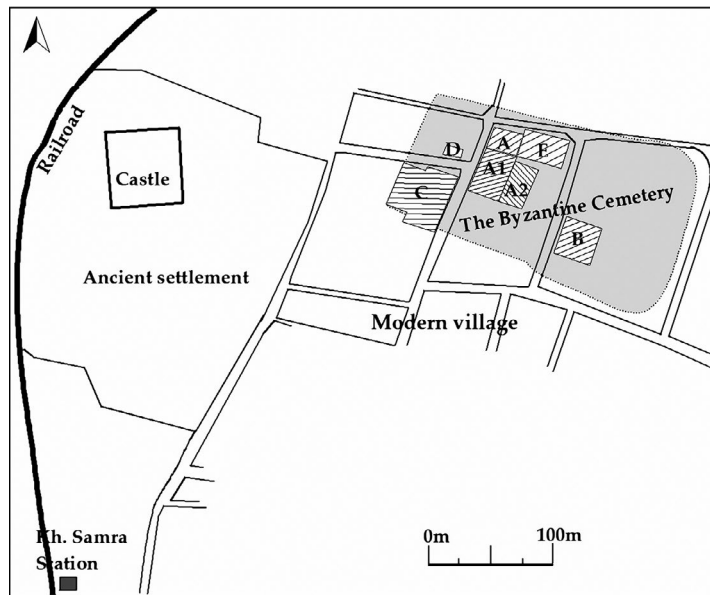 Railroad
Castle
Ancient settlement
D
A
F
A1
A2
C
The Byzantine Cemetery
B
Modern village
Kh. Samra
Station
0m
100m